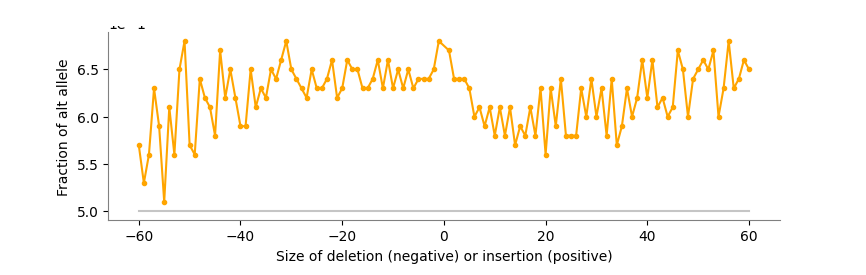 Fraction of alt allele
6.5
6.0
5.5
5.0
−60 −40 −20 0 20 40 60
Size of deletion (negative) or insertion (positive)